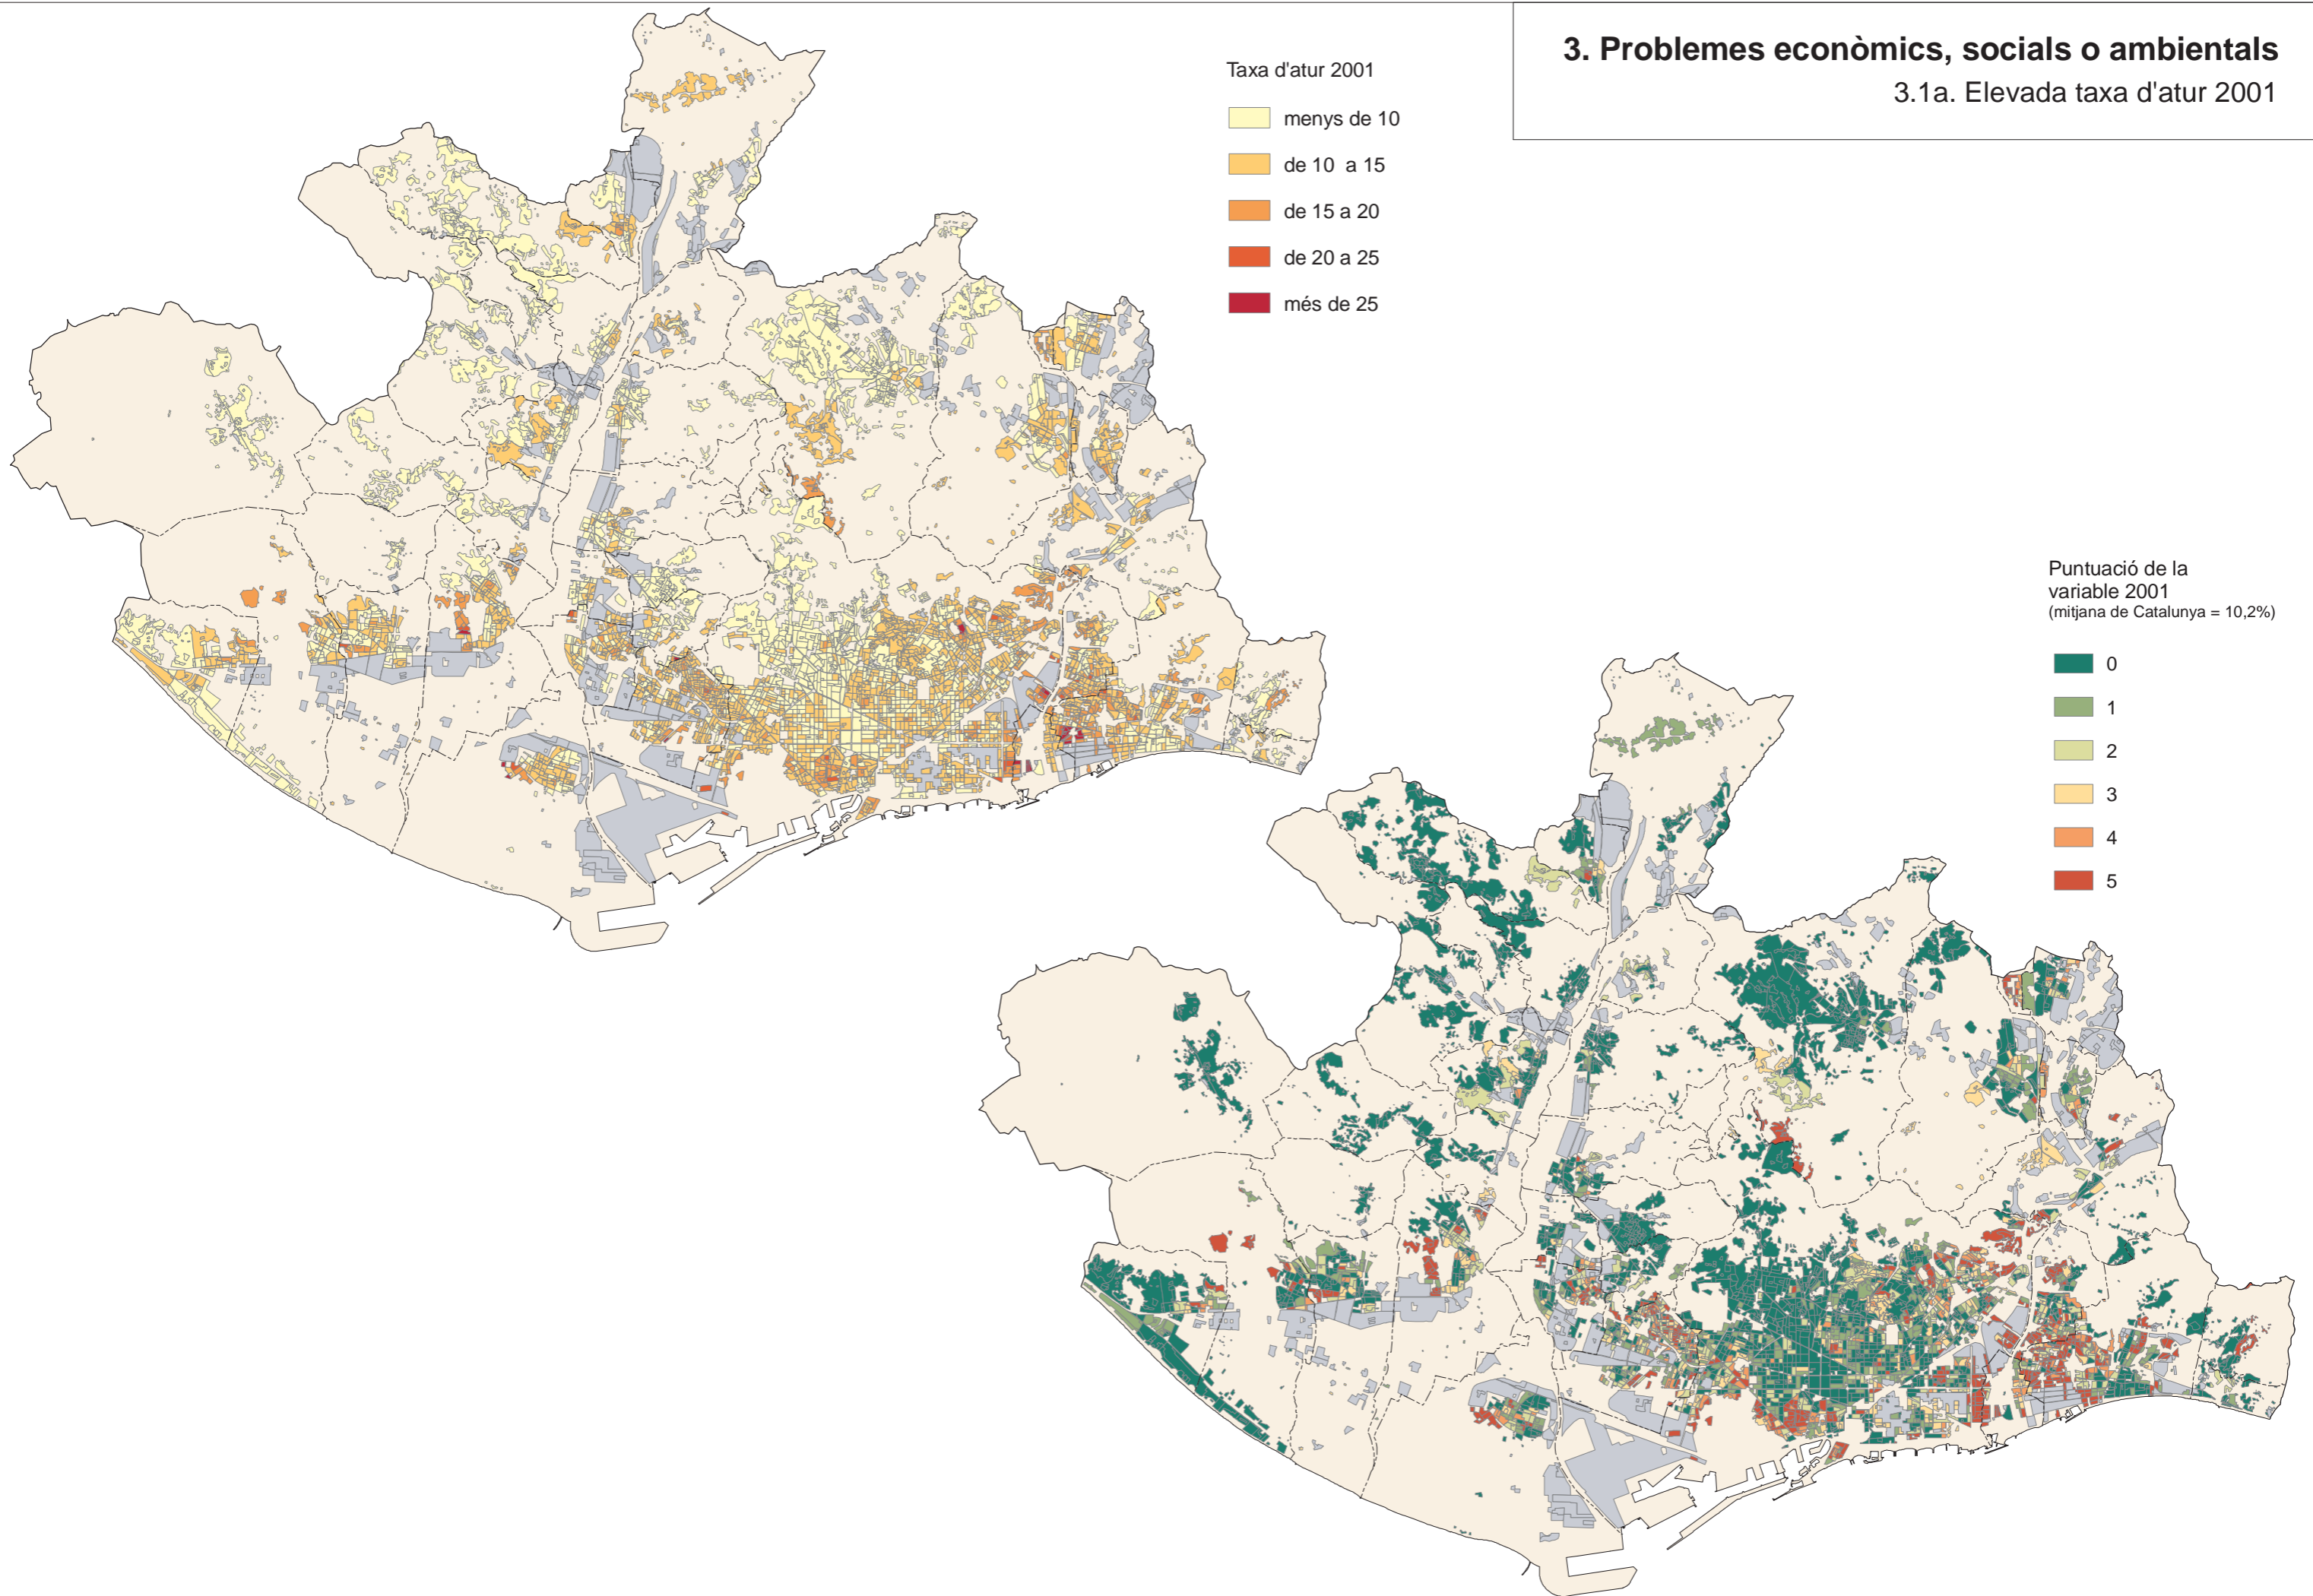 3. Problemes econòmics, socials o ambientals
3.1a. Elevada taxa d'atur 2001
Taxa d'atur 2001
menys de 10
de 10 a 15
de 15 a 20
de 20 a 25
més de 25
Puntuació de la
variable 2001
(mitjana de Catalunya = 10,2%)
0
1
2
3
4
5